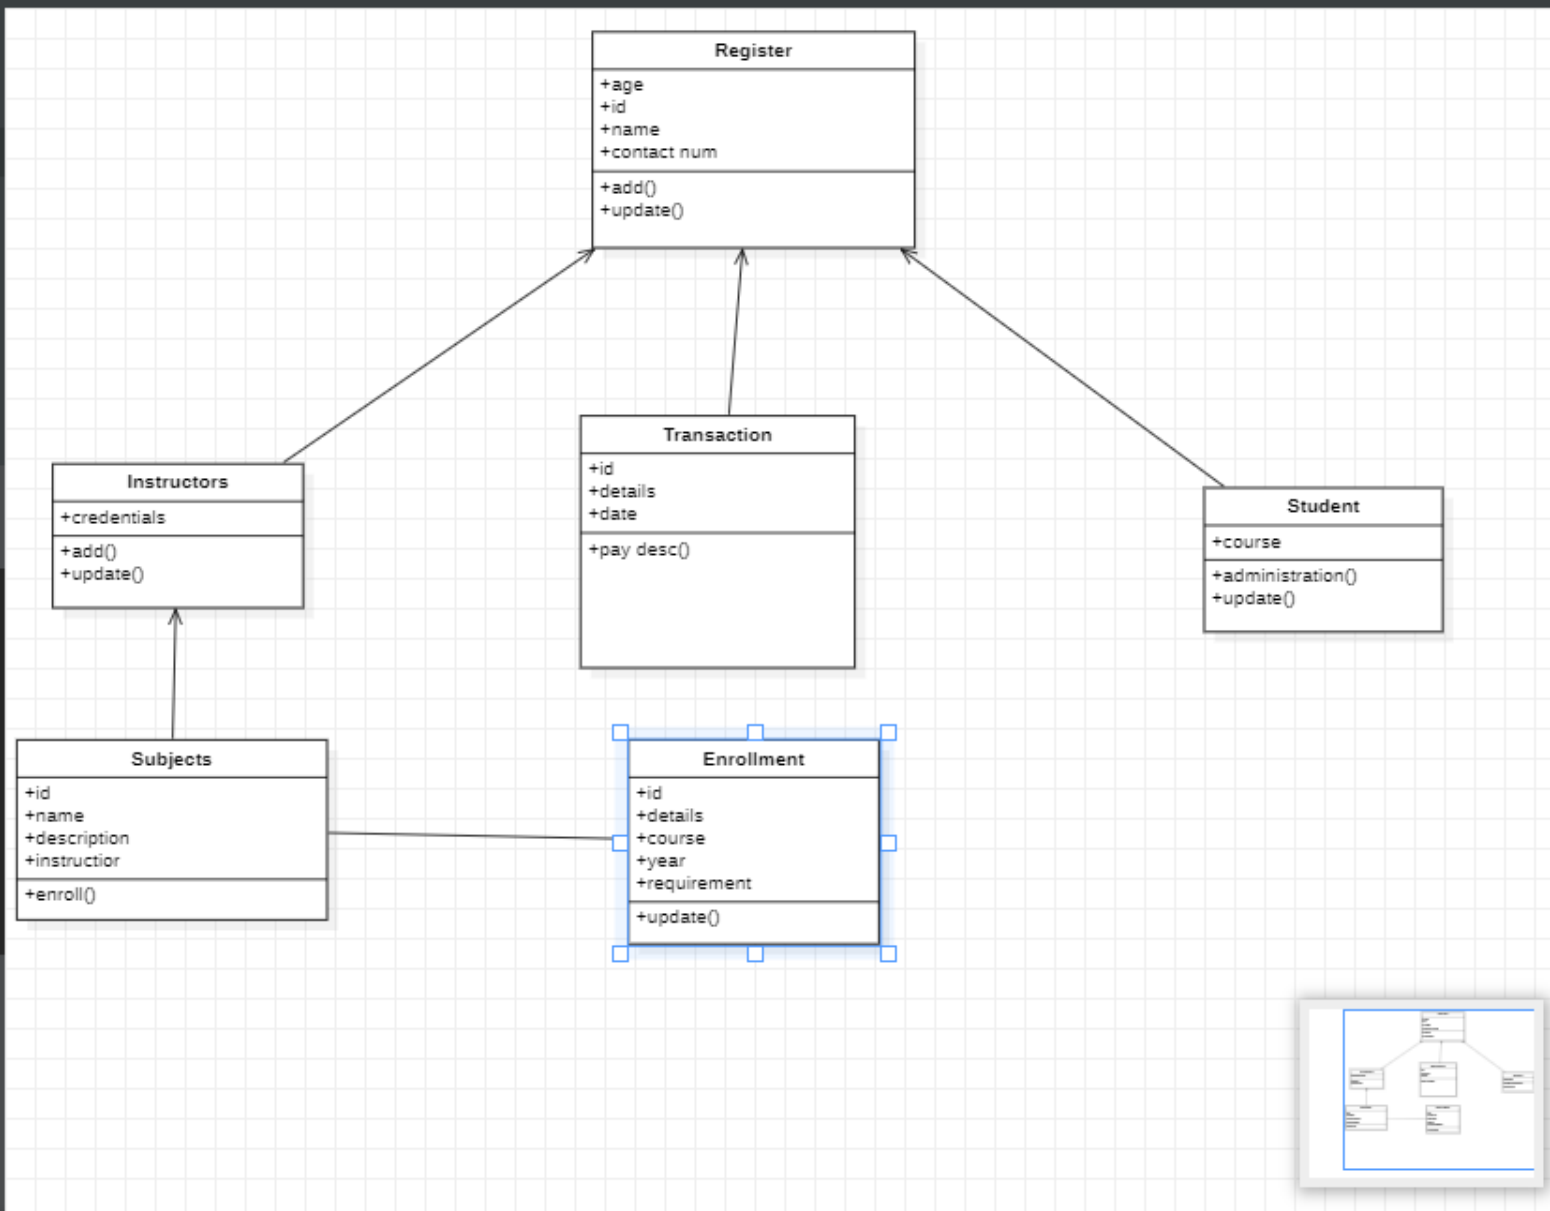 Register
+age
+id
+name
+contact num
+add()
+update()
Instructors
+credentials
+add()
+update()
Transaction
+id
+details
+date
+pay desc()
Student
+course
+administration()
+update()
Subjects
+id
+name
+description
+instructior
+enroll()
Enrollment
+id
+details
+course
+year
+requirement
+update()